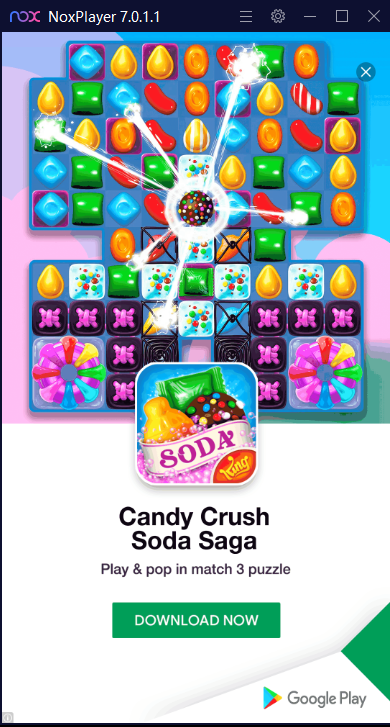 nox NoxPlayer 7.0.1.1
SODA
King
Candy Crush
Soda Saga
Play & pop in match 3 puzzle
DOWNLOAD NOW
Google Play